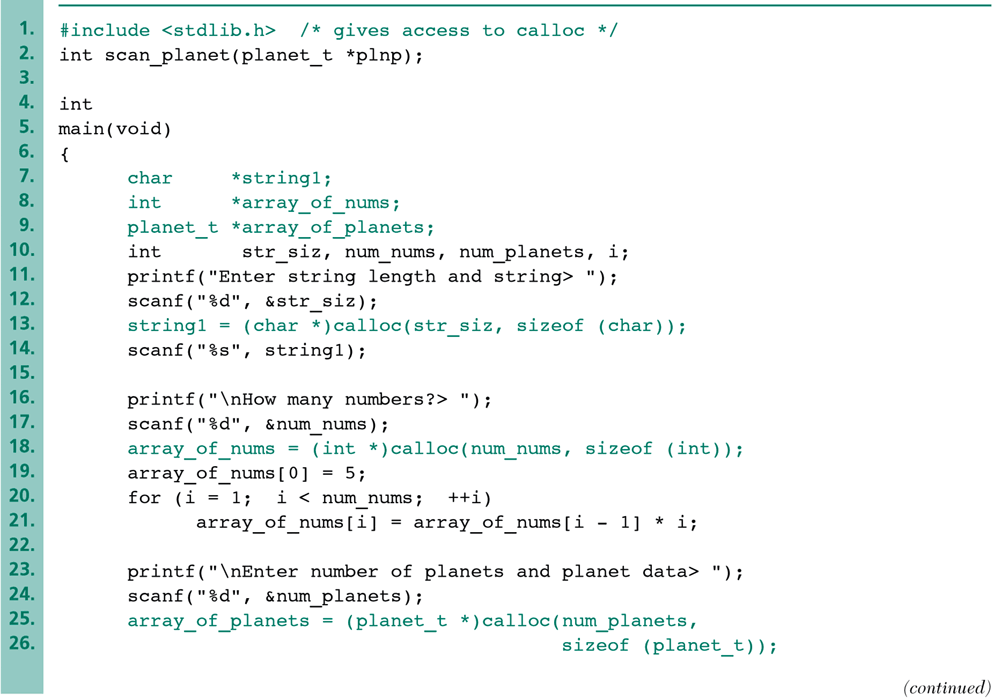 1. #include <stdlib.h>  /* gives access to calloc */
2. int scan_planet(planet_t *plnp);
3.
4. int
5. main(void)
6. {
7.       char     *string1;
8.       int      *array_of_nums;
9.       planet_t *array_of_planets;
10.       int       str_siz, num_nums, num_planets, i;
11.       printf("Enter string length and string> ");
12.       scanf("%d", &str_siz);
13.       string1 = (char *)calloc(str_siz, sizeof (char));
14.       scanf("%s", string1);
15.
16.       printf("\nHow many numbers?> ");
17.       scanf("%d", &num_nums);
18.       array_of_nums = (int *)calloc(num_nums, sizeof (int));
19.       array_of_nums[0] = 5;
20.       for (i = 1;  i < num_nums;  ++i)
21.             array_of_nums[i] = array_of_nums[i - 1] * i;
22.
23.       printf("\nEnter number of planets and planet data> ");
24.       scanf("%d", &num_planets);
25.       array_of_planets = (planet_t *)calloc(num_planets,
26.                                             sizeof (planet_t));
(continued)